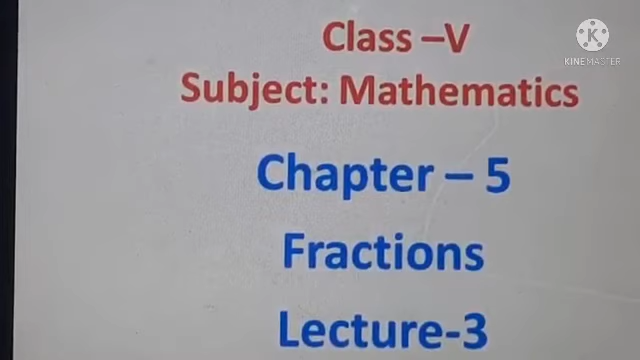 KINEMASTER
Class –V
Subject: Mathematics
Chapter – 5
Fractions
Lecture-3